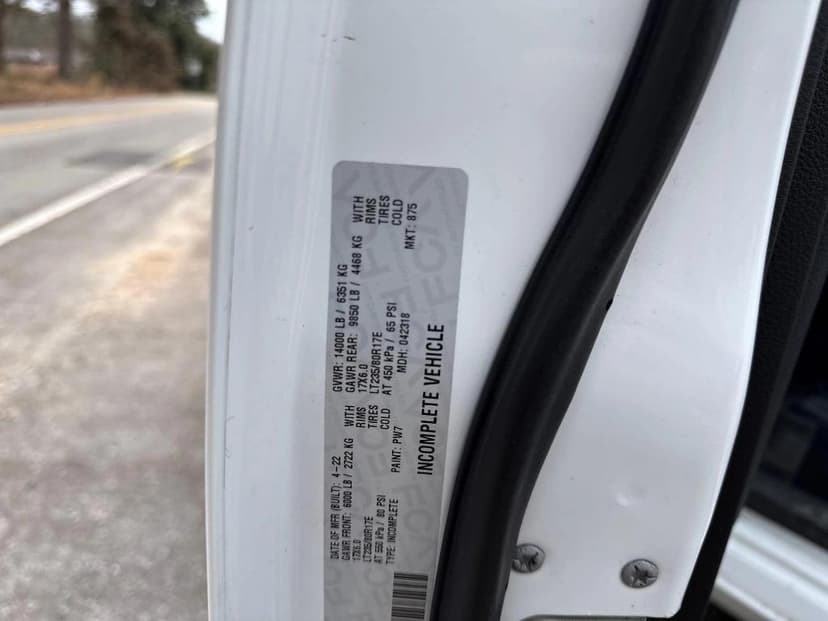 DATE OF MFR (BUILT): 4-22 GVWR: 14000 LB / 6351 KG
GAWR FRONT: 6000 LB / 2722 KG WITH GAWR REAR: 9850 LB / 4468 KG WITH
17X6.0 RIMS 17X6.0 RIMS
LT235/80R17E TIRES LT235/80R17E TIRES
AT 550 kPa / 80 PSI COLD AT 450 kPa / 65 PSI COLD
TYPE: INCOMPLETE PAINT: PW7 MDH: 042318 MKT: 875
INCOMPLETE VEHICLE